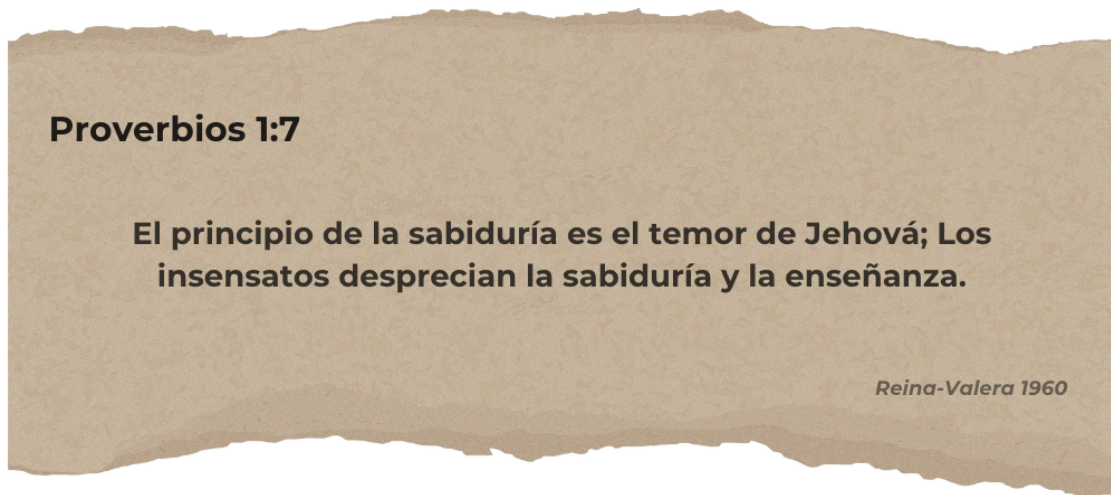 Proverbios 1:7
El principio de la sabiduría es el temor de Jehová; Los
insensatos desprecian la sabiduría y la enseñanza.
Reina-Valera 1960